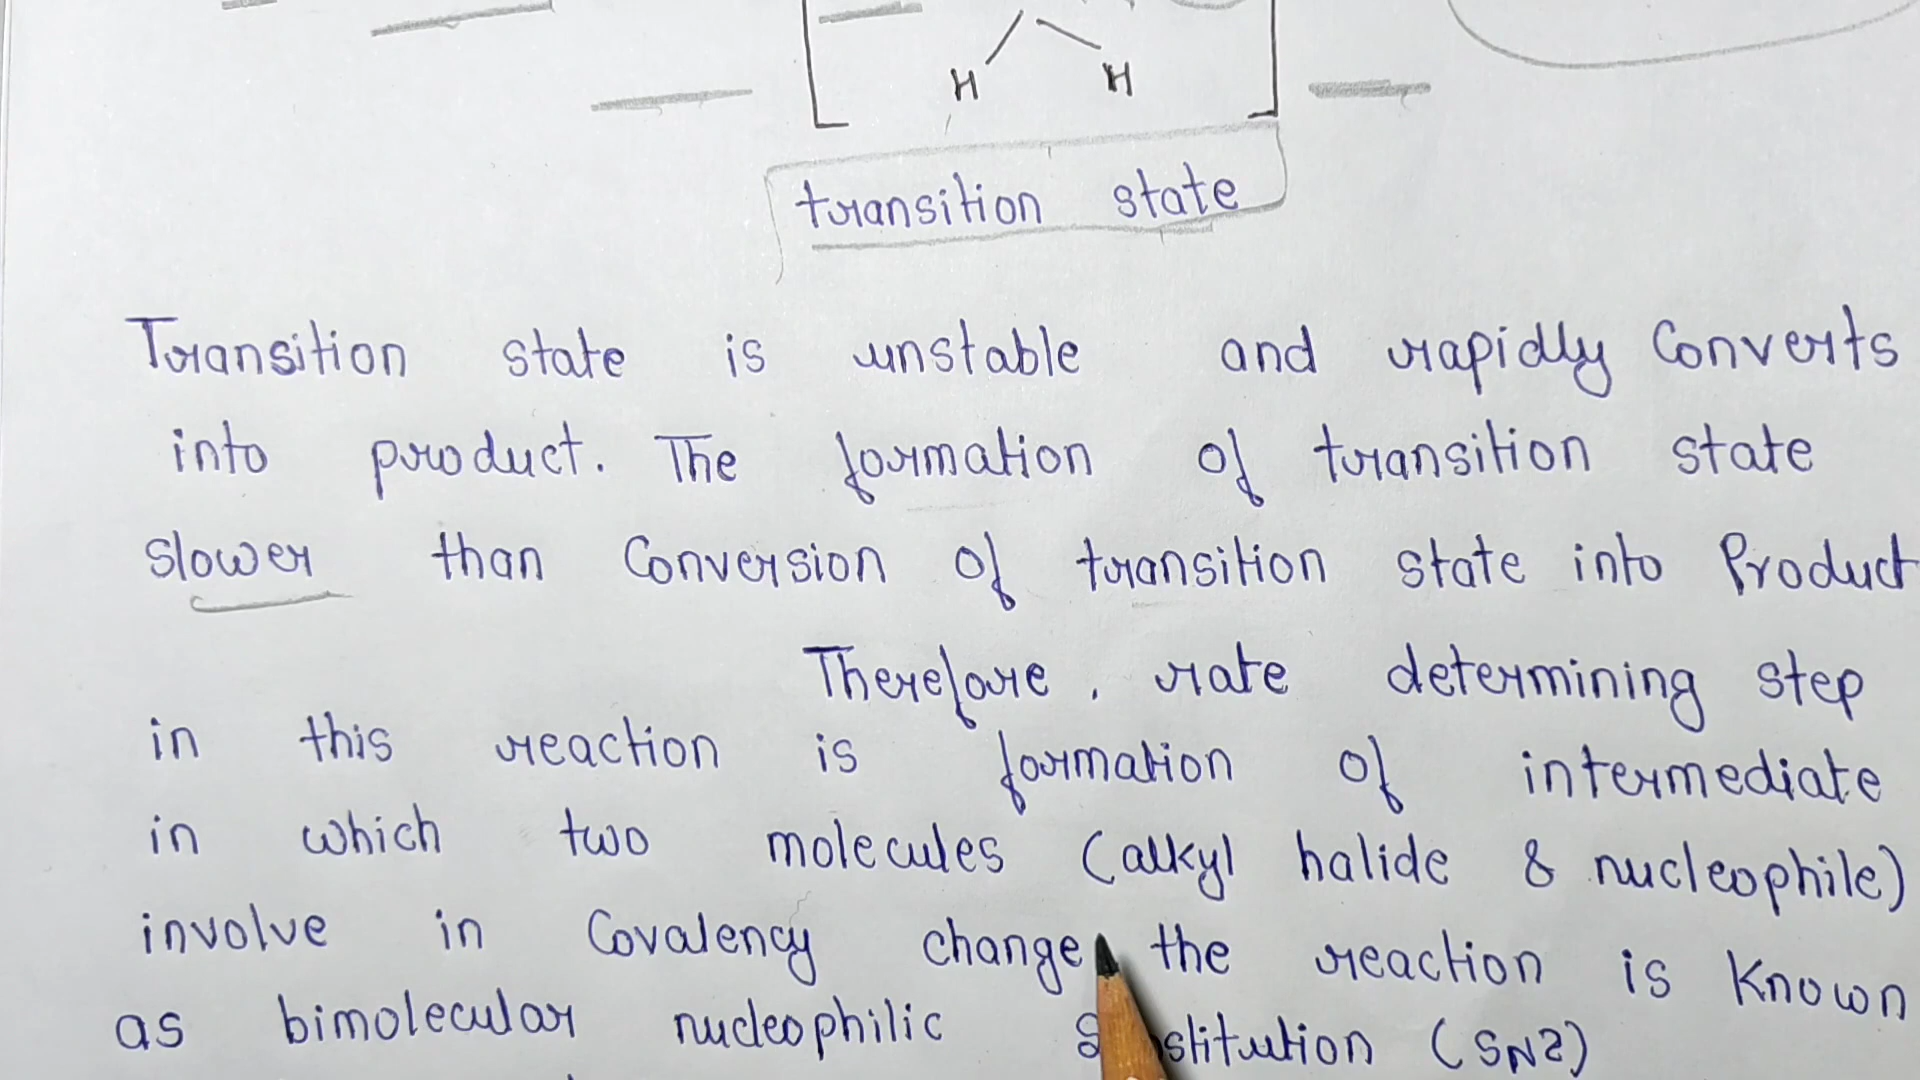 H H
transition state
Transition state is unstable and rapidly Converts
into product. The formation of transition state
slower than Conversion of transition state into Product
Therefore, rate determining step
in this reaction is formation of intermediate
in which two molecules (alkyl halide & nucleophile)
involve in Covalency change the reaction is Known
as bimolecular nucleophilic (SN2)